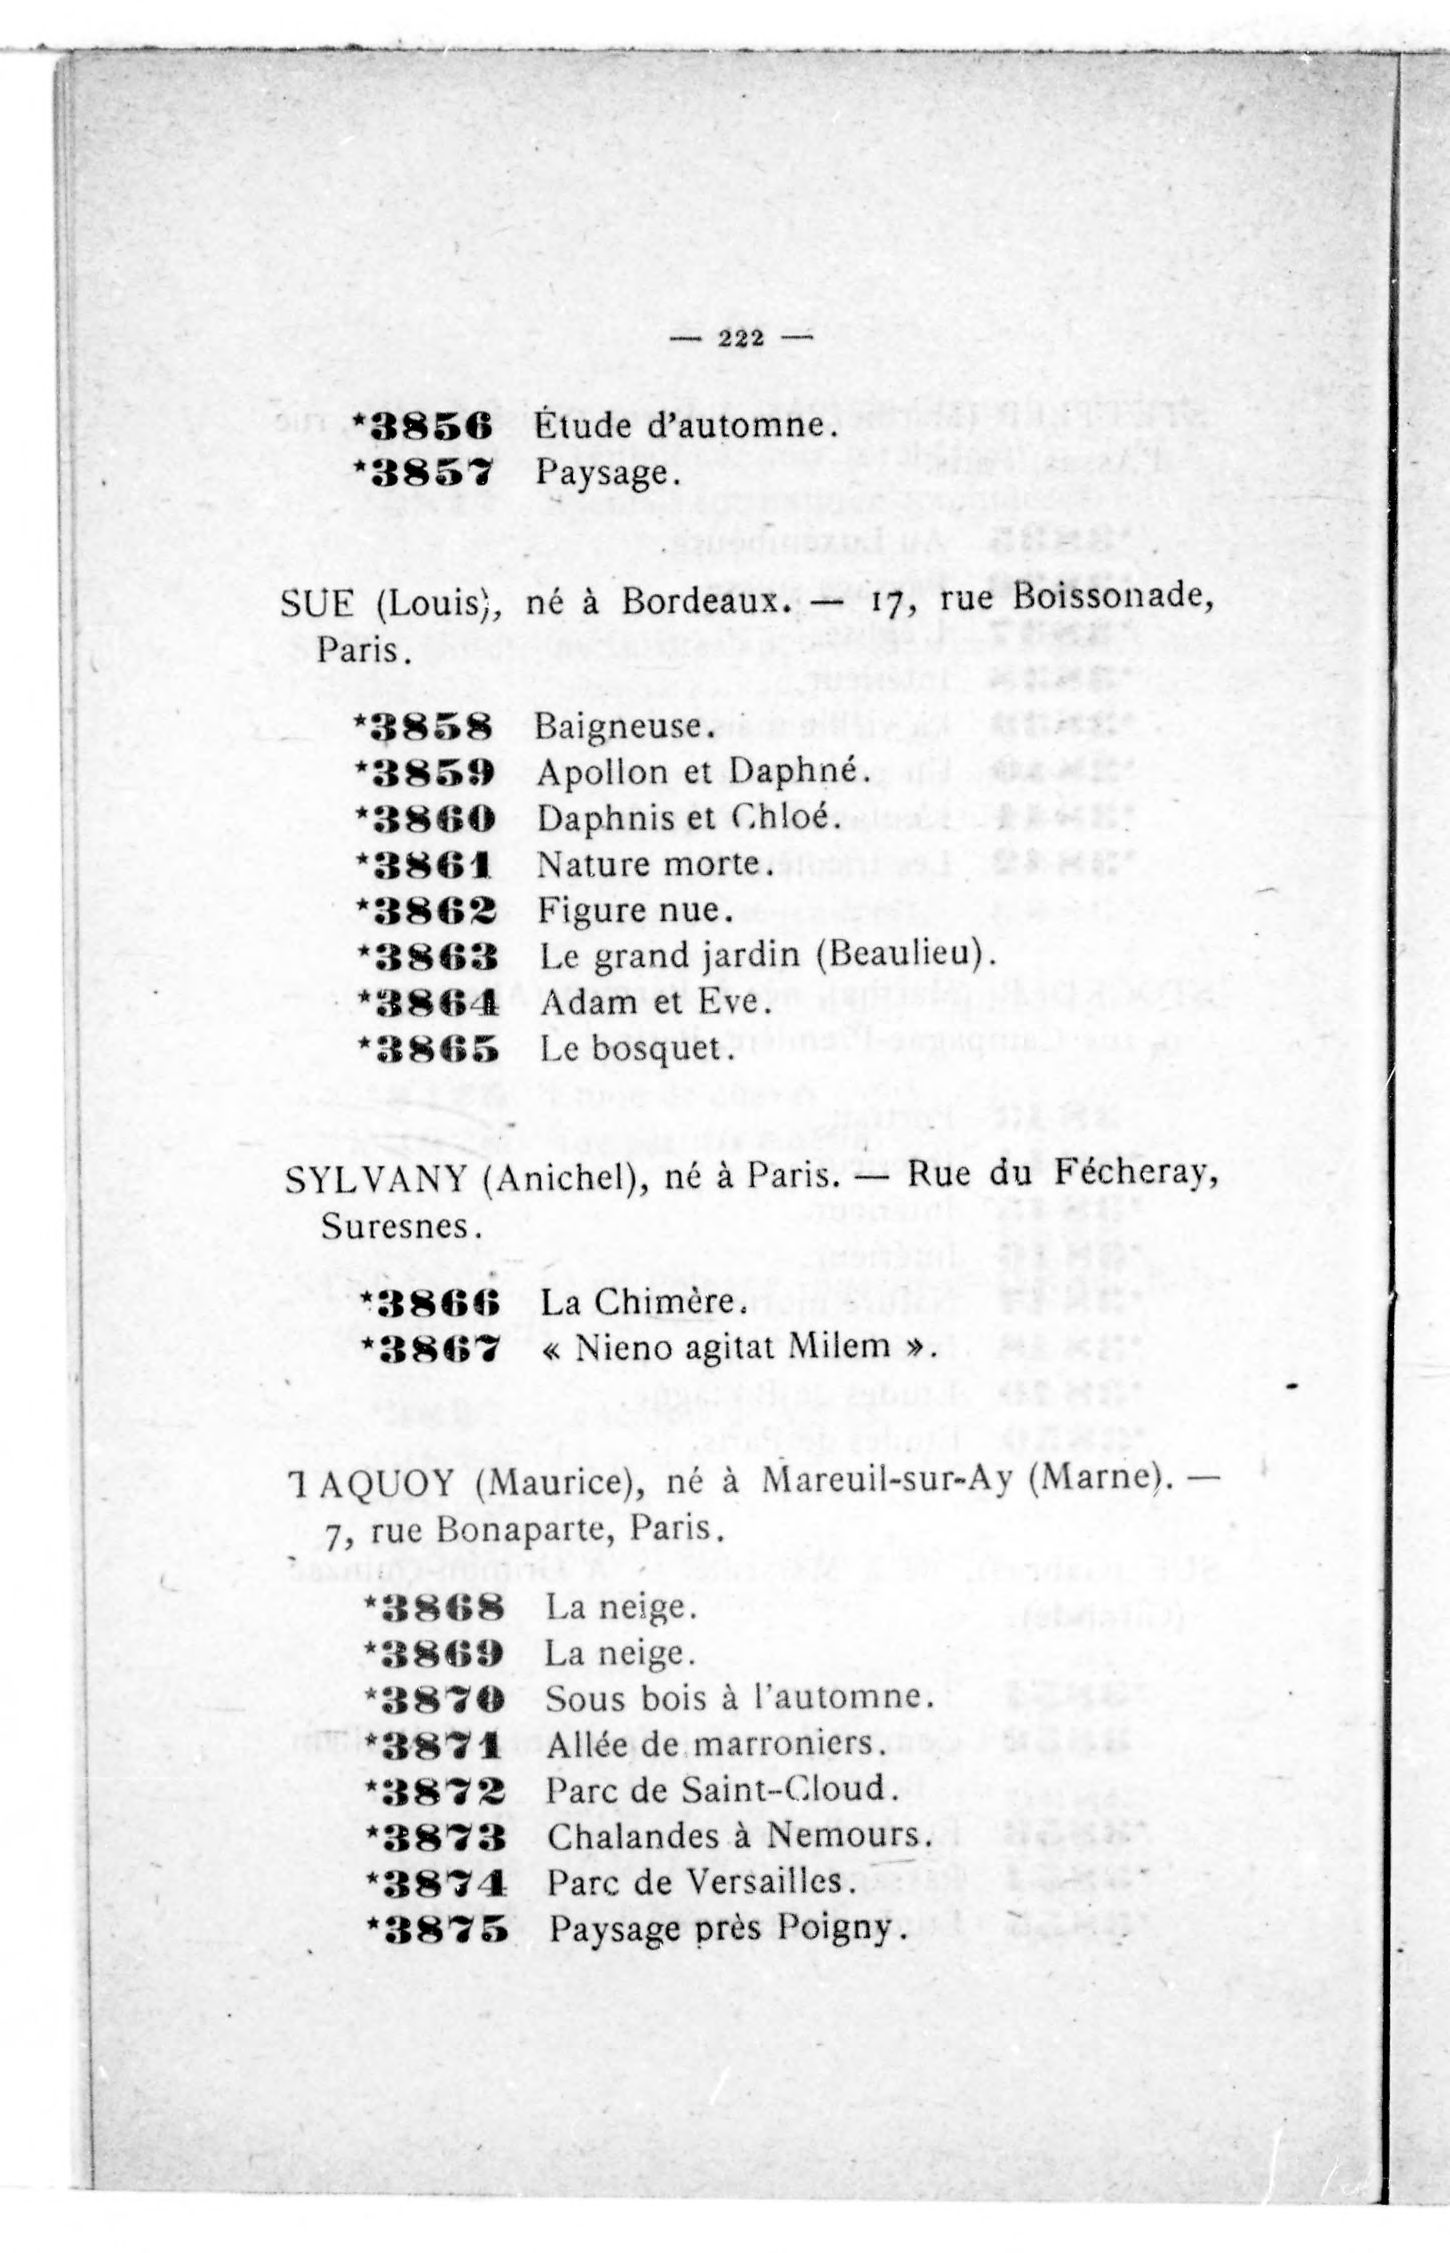 — 222 —
*3856 Étude d'automne.
*3857 Paysage.
SUE (Louis), né à Bordeaux. — 17, rue Boissonade,
Paris.
*3858 Baigneuse.
*3859 Apollon et Daphné.
*3860 Daphnis et Chloé.
*3861 Nature morte.
*3862 Figure nue.
*3863 Le grand jardin (Beaulieu).
*3864 Adam et Eve.
*3865 Le bosquet.
SYLVANY (Anichel), né à Paris. — Rue du Fécheray,
Suresnes.
*3866 La Chimère.
*3867 « Nieno agitat Milem ».
TAQUOY (Maurice), né à Mareuil-sur-Ay (Marne). —
7, rue Bonaparte, Paris.
*3868 La neige.
*3869 La neige.
*3870 Sous bois à l'automne.
*3871 Allée de marroniers.
*3872 Parc de Saint-Cloud.
*3873 Chalandes à Nemours.
*3874 Parc de Versailles.
*3875 Paysage près Poigny.